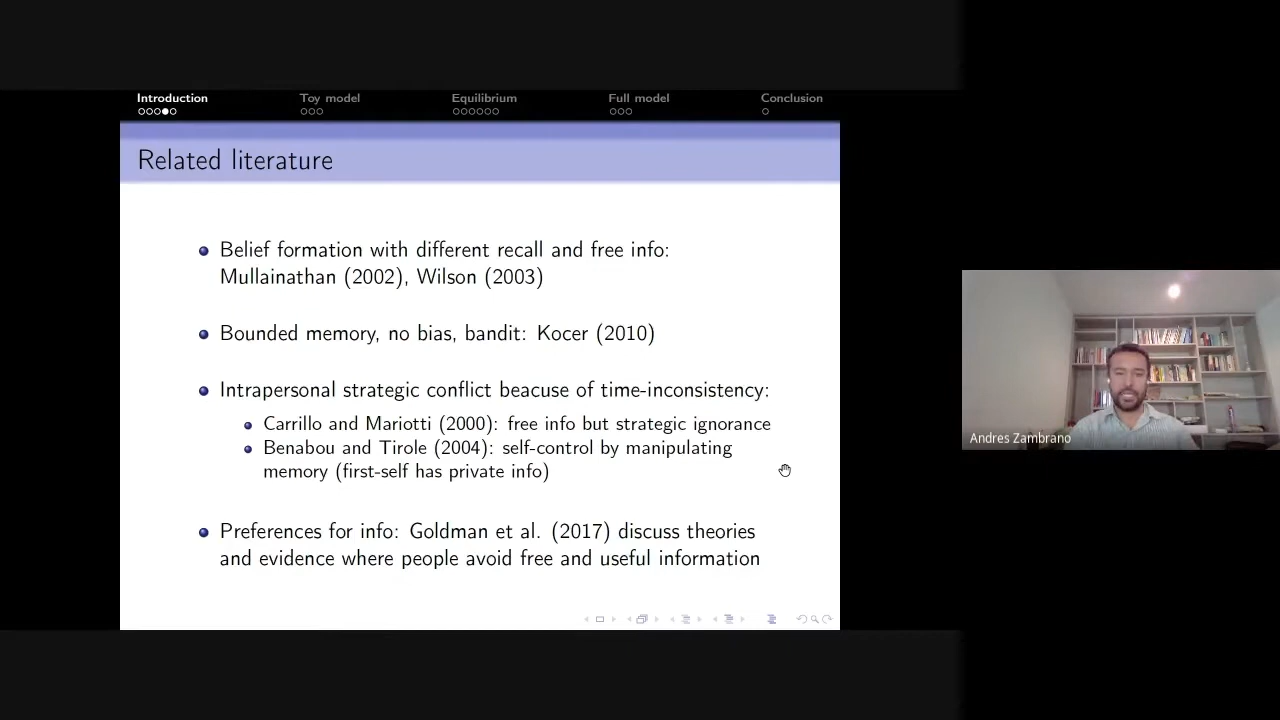 Introduction
Toy model
Equilibrium
Full model
Conclusion
Related literature
Belief formation with different recall and free info:
Mullainathan (2002), Wilson (2003)
Bounded memory, no bias, bandit: Kocer (2010)
Intrapersonal strategic conflict beacuse of time-inconsistency:
Carrillo and Mariotti (2000): free info but strategic ignorance
Benabou and Tirole (2004): self-control by manipulating
memory (first-self has private info)
Preferences for info: Goldman et al. (2017) discuss theories
and evidence where people avoid free and useful information
Andres Zambrano